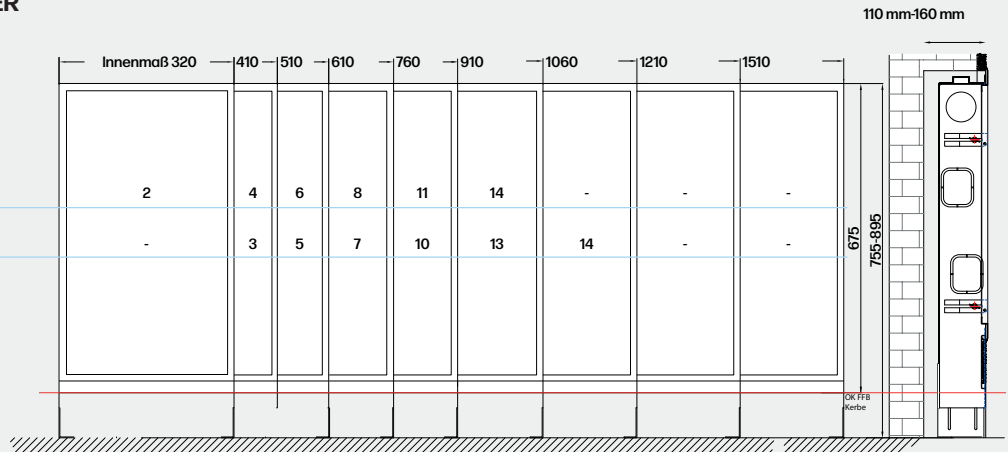 ER
110 mm-160 mm
Innenmaß 320 410 510 610 760 910 1060 1210 1510
2 4 6 8 11 14 - - -
- 3 5 7 10 13 14 - -
675
755-895
OK FFB
Kerbe